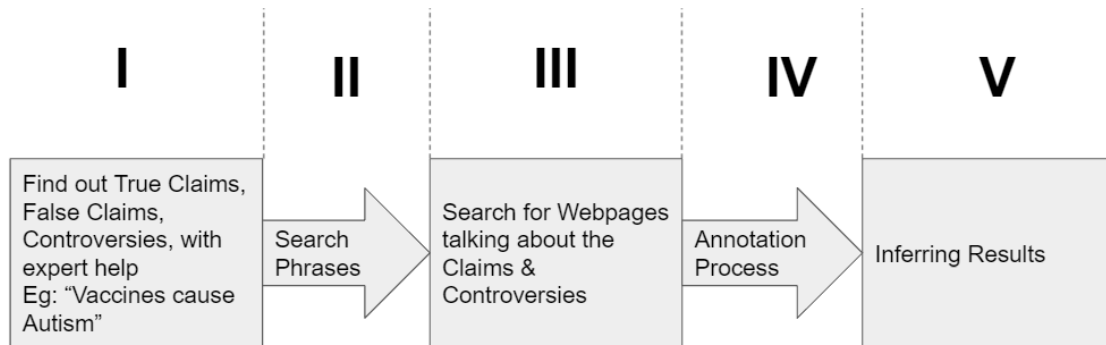 I
II
III
IV
V
Find out True Claims,
False Claims,
Controversies, with
expert help
Eg: “Vaccines cause
Autism”
Search
Phrases
Search for Webpages
talking about the
Claims &
Controversies
Annotation
Process
Inferring Results